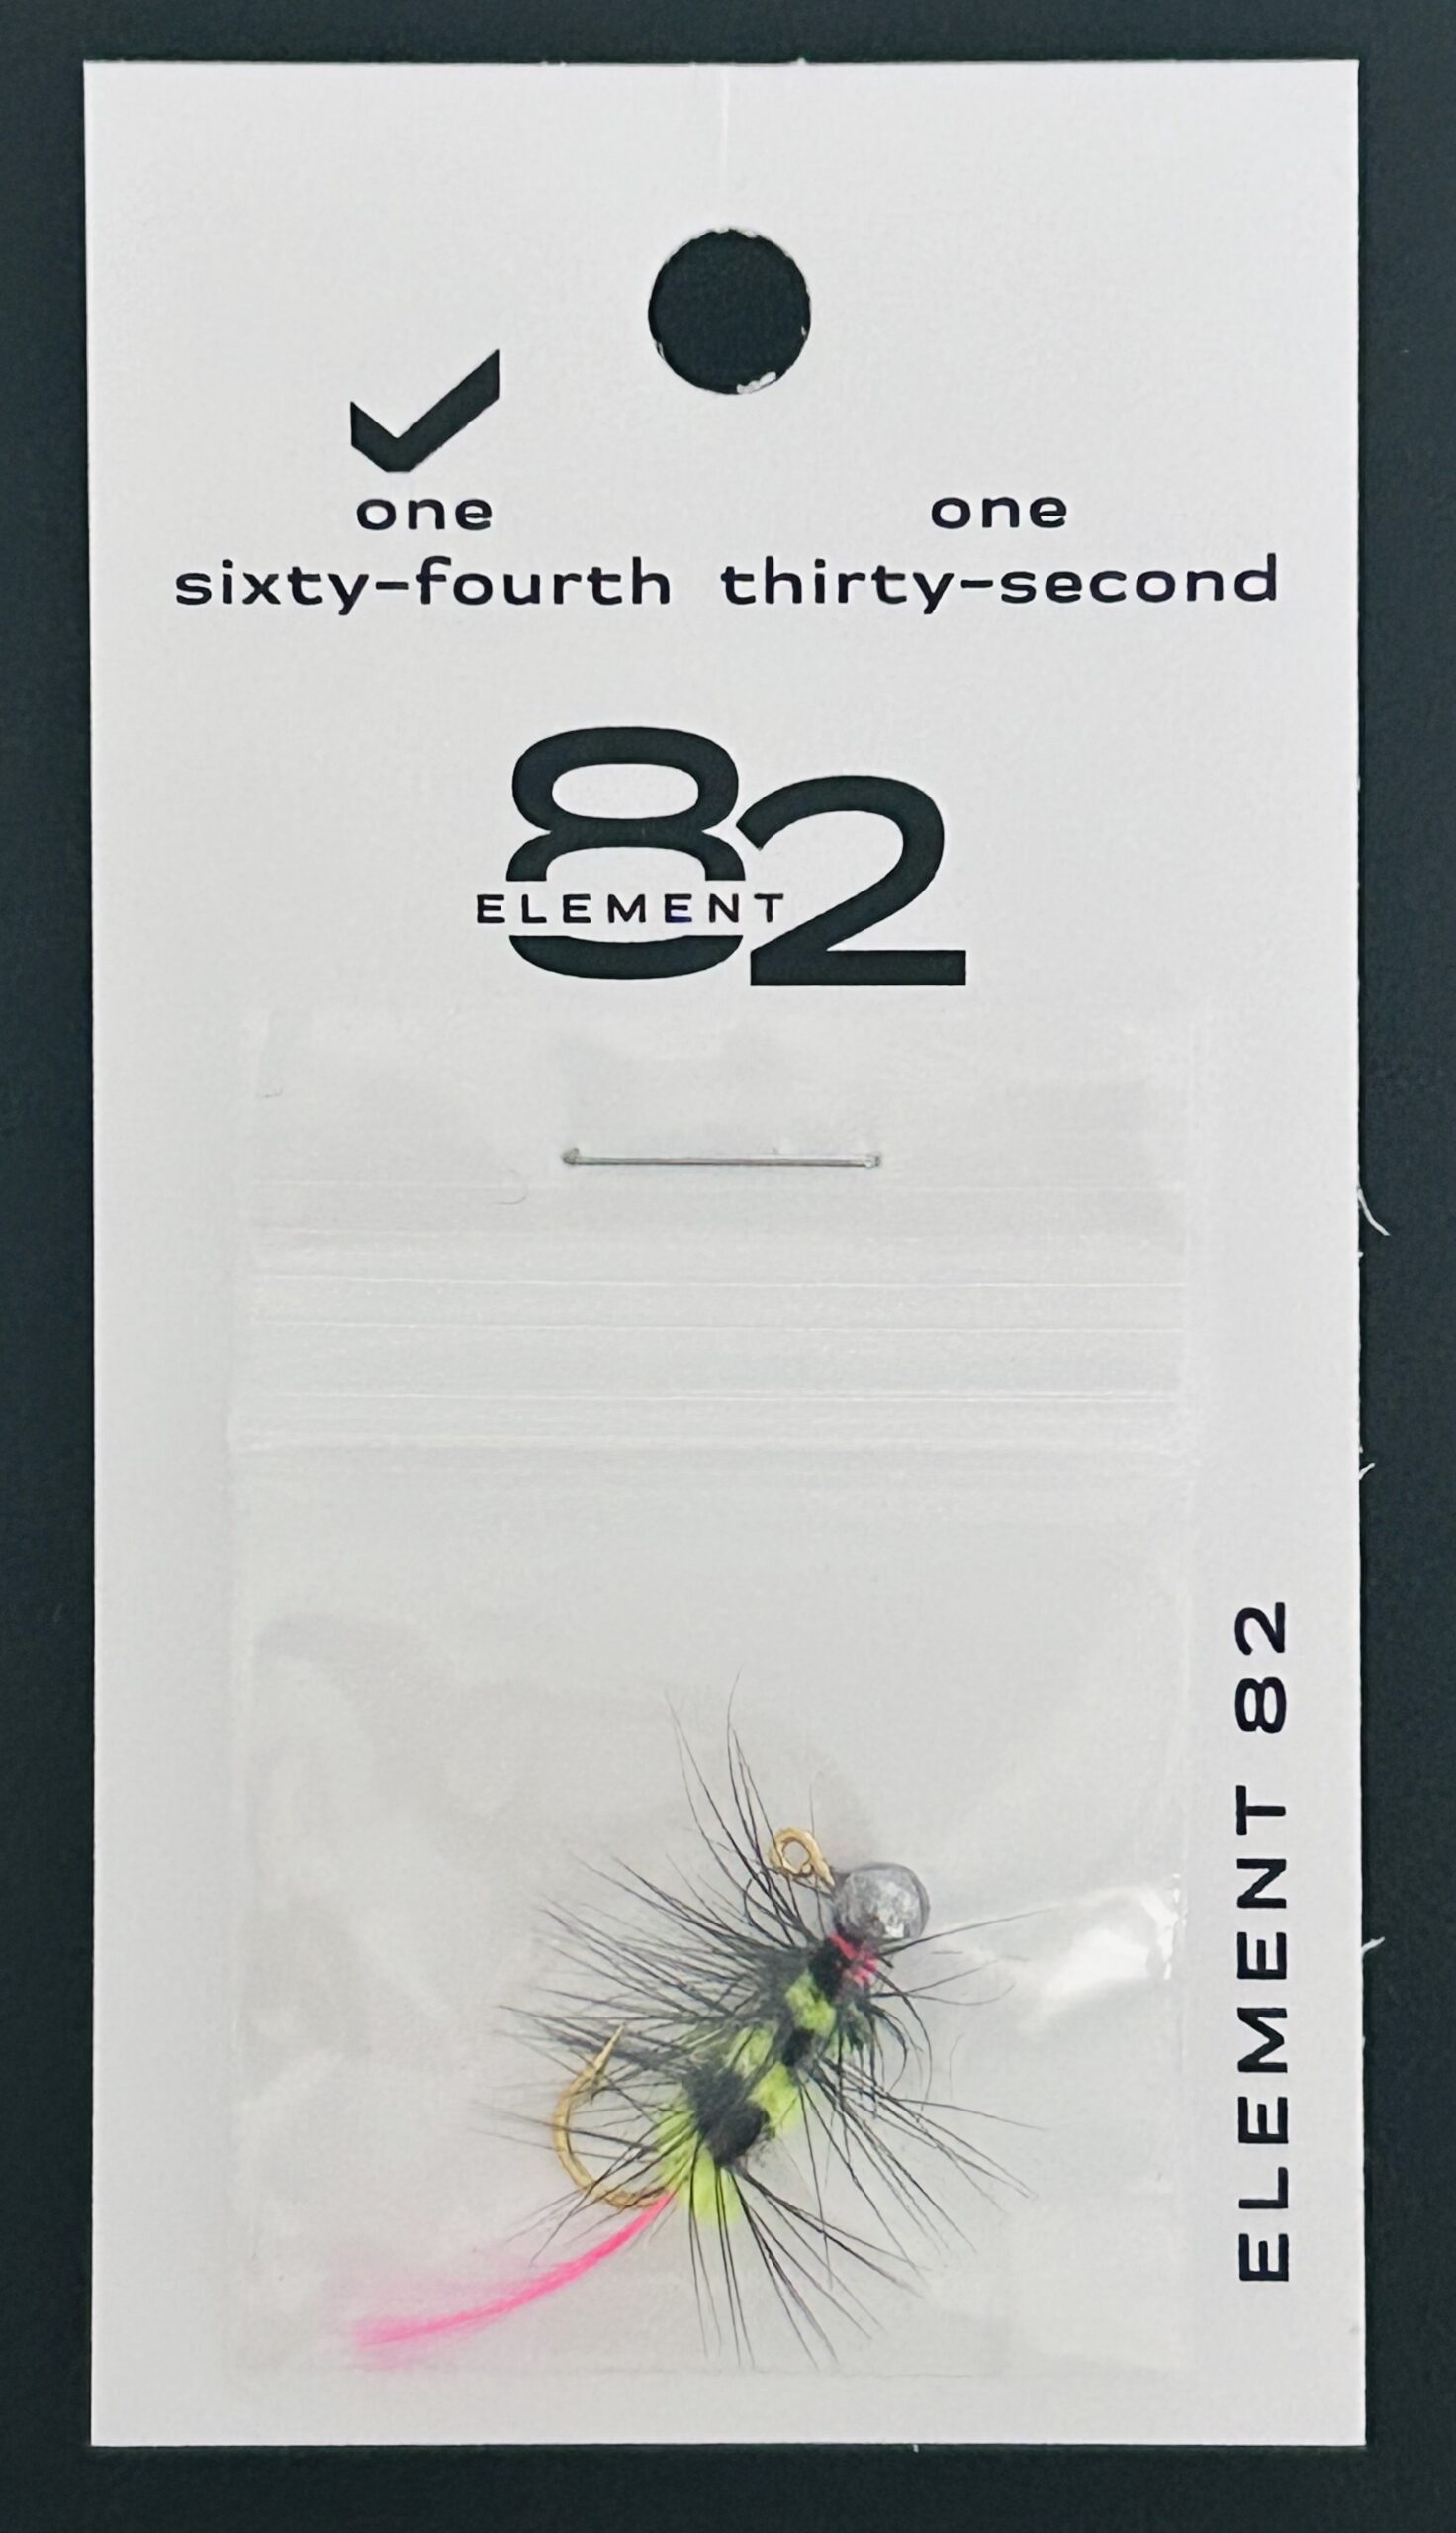 one
sixty-fourth
one
thirty-second
82
ELEMENT
ELEMENT 82